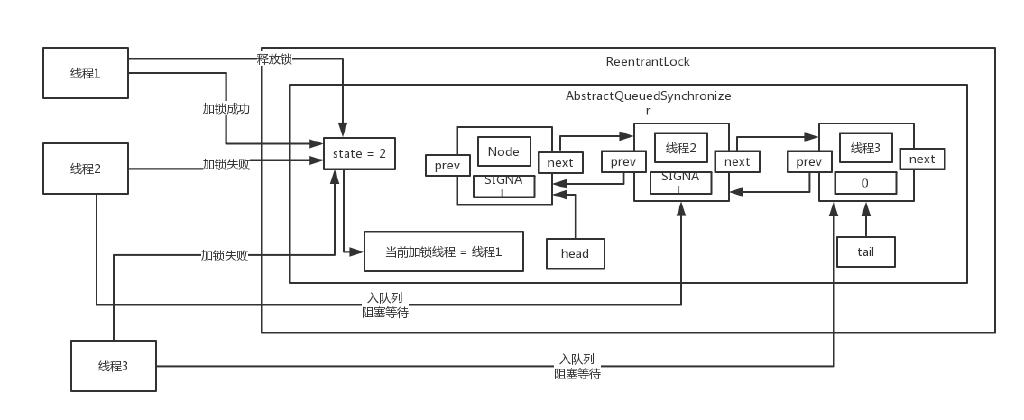 释放锁
ReentrantLock
线程1
AbstractQueuedSynchronize
r
加锁成功
线程2
加锁失败
state = 2
prev
Node
next
SIGNA
L
prev
线程2
next
SIGNA
L
prev
线程3
next
0
加锁失败
当前加锁线程 = 线程1
head
tail
入队列
阻塞等待
线程3
入队列
阻塞等待